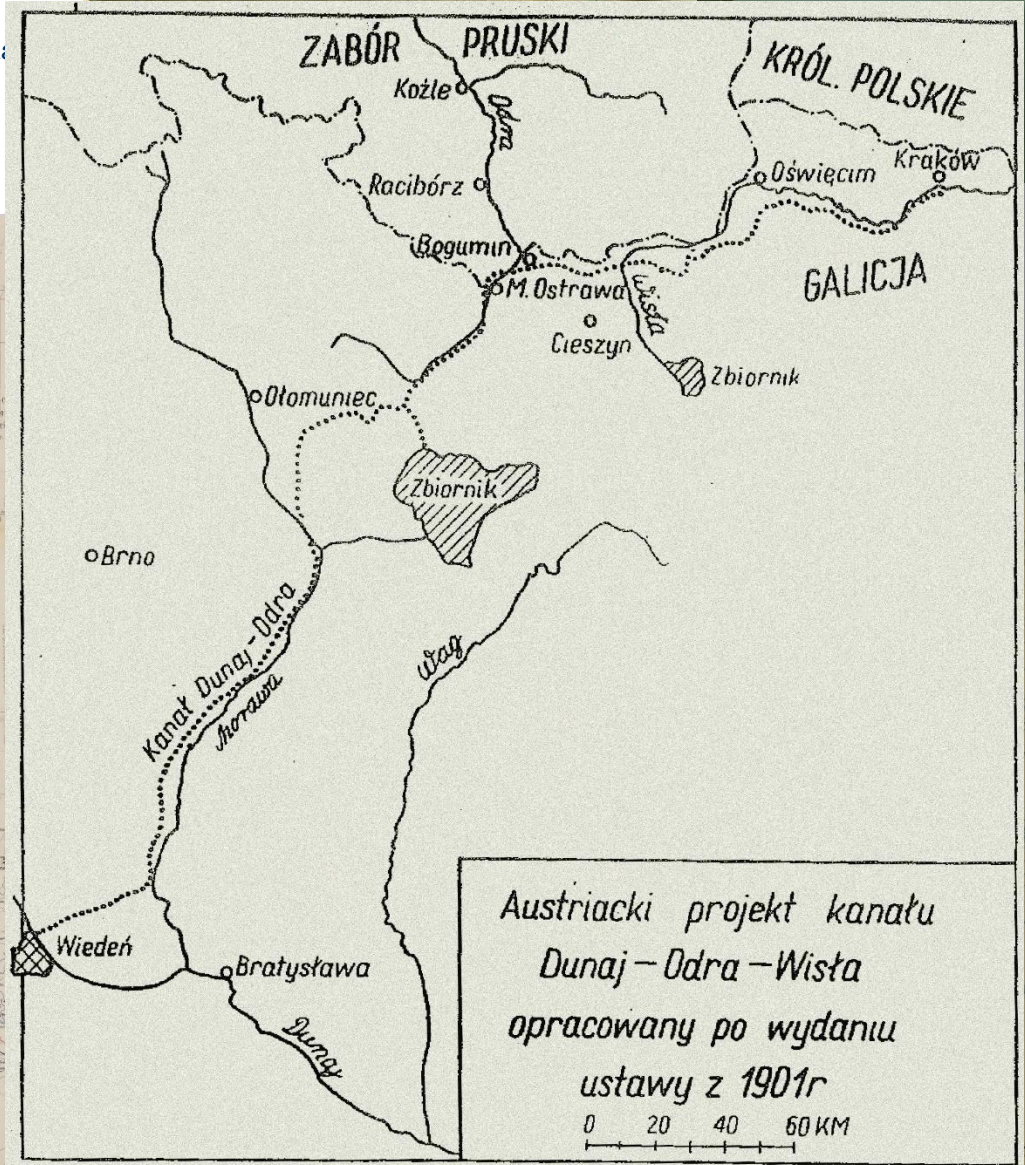 ZABÓR PRUSKI
KRÓL. POLSKIE
Koźle
Odra
Racibórz
Oświęcim
Kraków
Bogumin
M. Ostrawa
Wisła
GALICJA
Cieszyn
Zbiornik
Ołomuniec
Zbiornik
Brno
Kanał Dunaj-Odra
Morawa
Wag
Wiedeń
Bratysława
Dunaj
Austriacki projekt kanału
Dunaj - Odra - Wisła
opracowany po wydaniu
ustawy z 1901r
0 20 40 60 KM